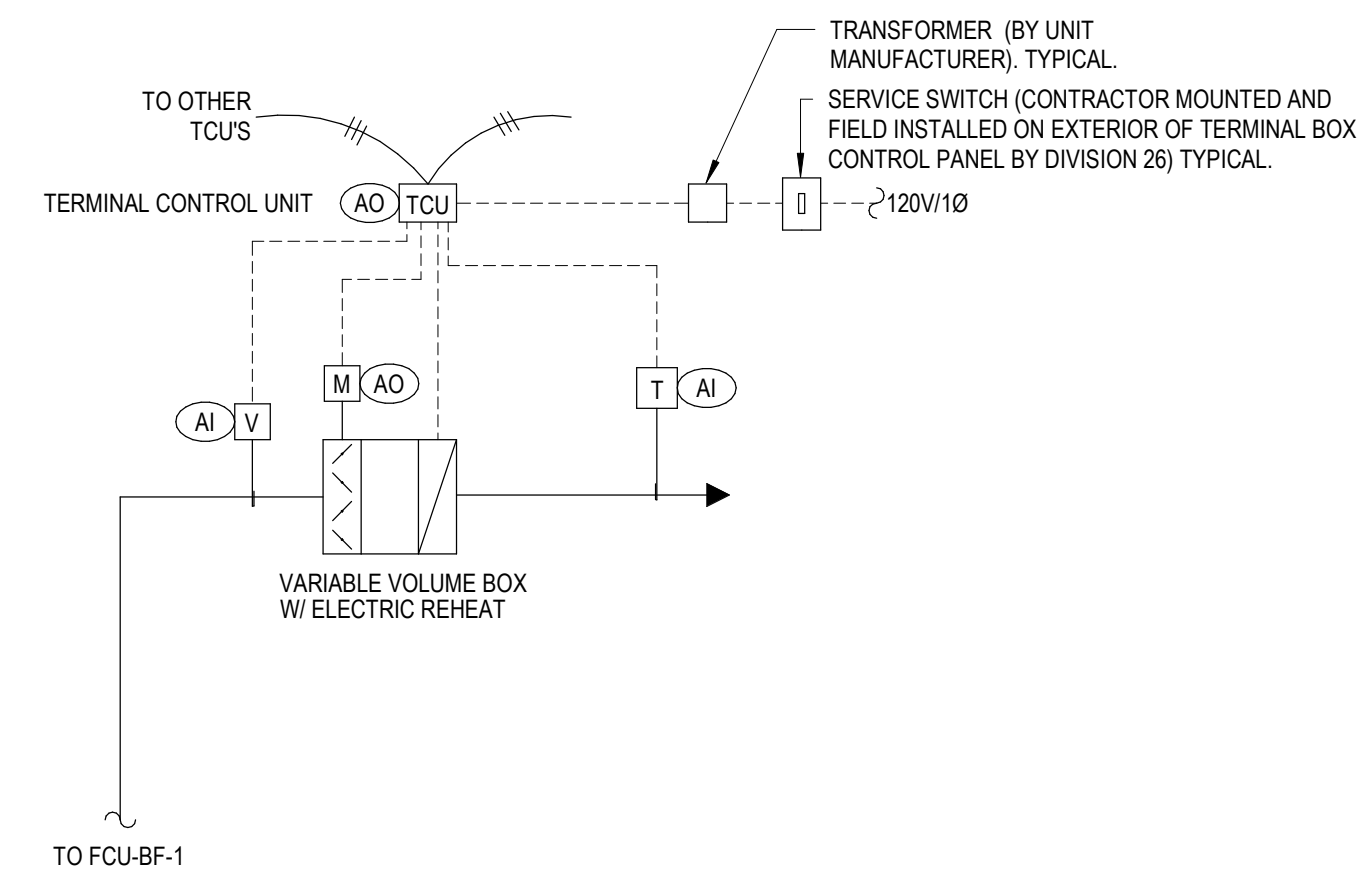 TRANSFORMER (BY UNIT
MANUFACTURER). TYPICAL.
SERVICE SWITCH (CONTRACTOR MOUNTED AND
FIELD INSTALLED ON EXTERIOR OF TERMINAL BOX
CONTROL PANEL BY DIVISION 26) TYPICAL.
TO OTHER
TCU'S
TERMINAL CONTROL UNIT
AO
TCU
120V/1Ø
M
AO
T
AI
AI
V
VARIABLE VOLUME BOX
W/ ELECTRIC REHEAT
TO FCU-BF-1